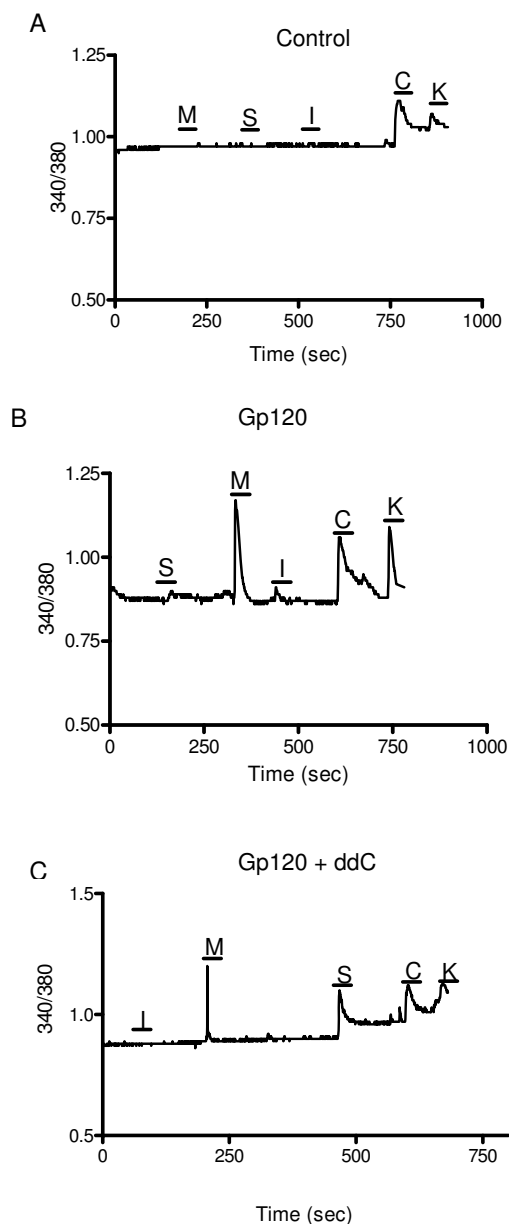 A
Control
1.25
1.00
0.75
0.50
340/380
M S I C K
0 250 500 750 1000
Time (sec)
B
Gp120
1.25
1.00
0.75
0.50
340/380
S M I C K
0 250 500 750 1000
Time (sec)
C
Gp120 + ddC
1.5
1.0
0.5
340/380
I M S C K
0 250 500 750
Time (sec)